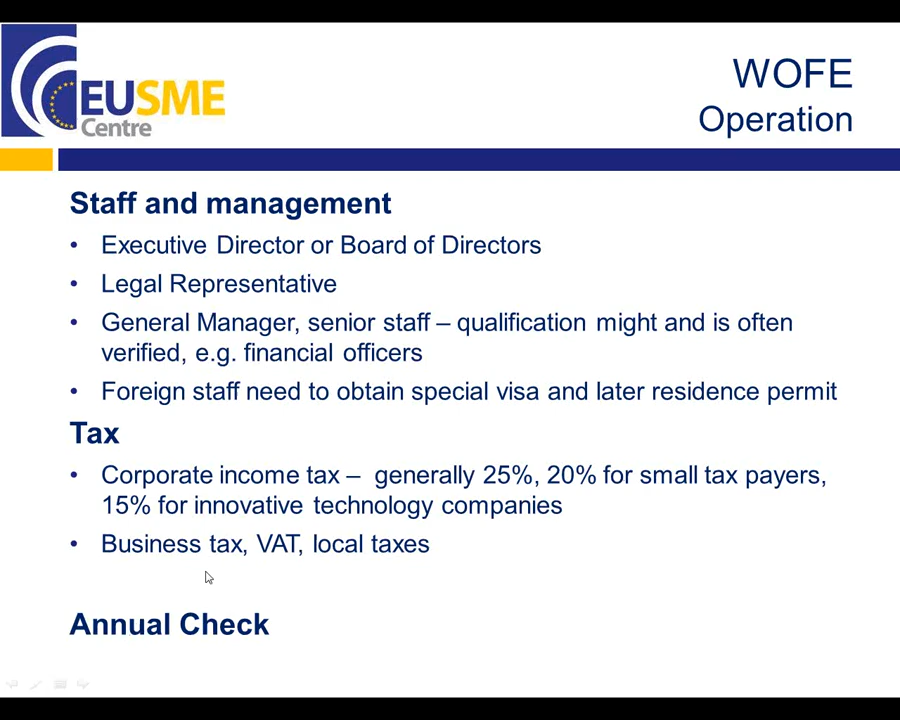 EUSME
Centre
WOFE
Operation
Staff and management
• Executive Director or Board of Directors
• Legal Representative
• General Manager, senior staff – qualification might and is often
verified, e.g. financial officers
• Foreign staff need to obtain special visa and later residence permit
Tax
• Corporate income tax – generally 25%, 20% for small tax payers,
15% for innovative technology companies
• Business tax, VAT, local taxes
Annual Check